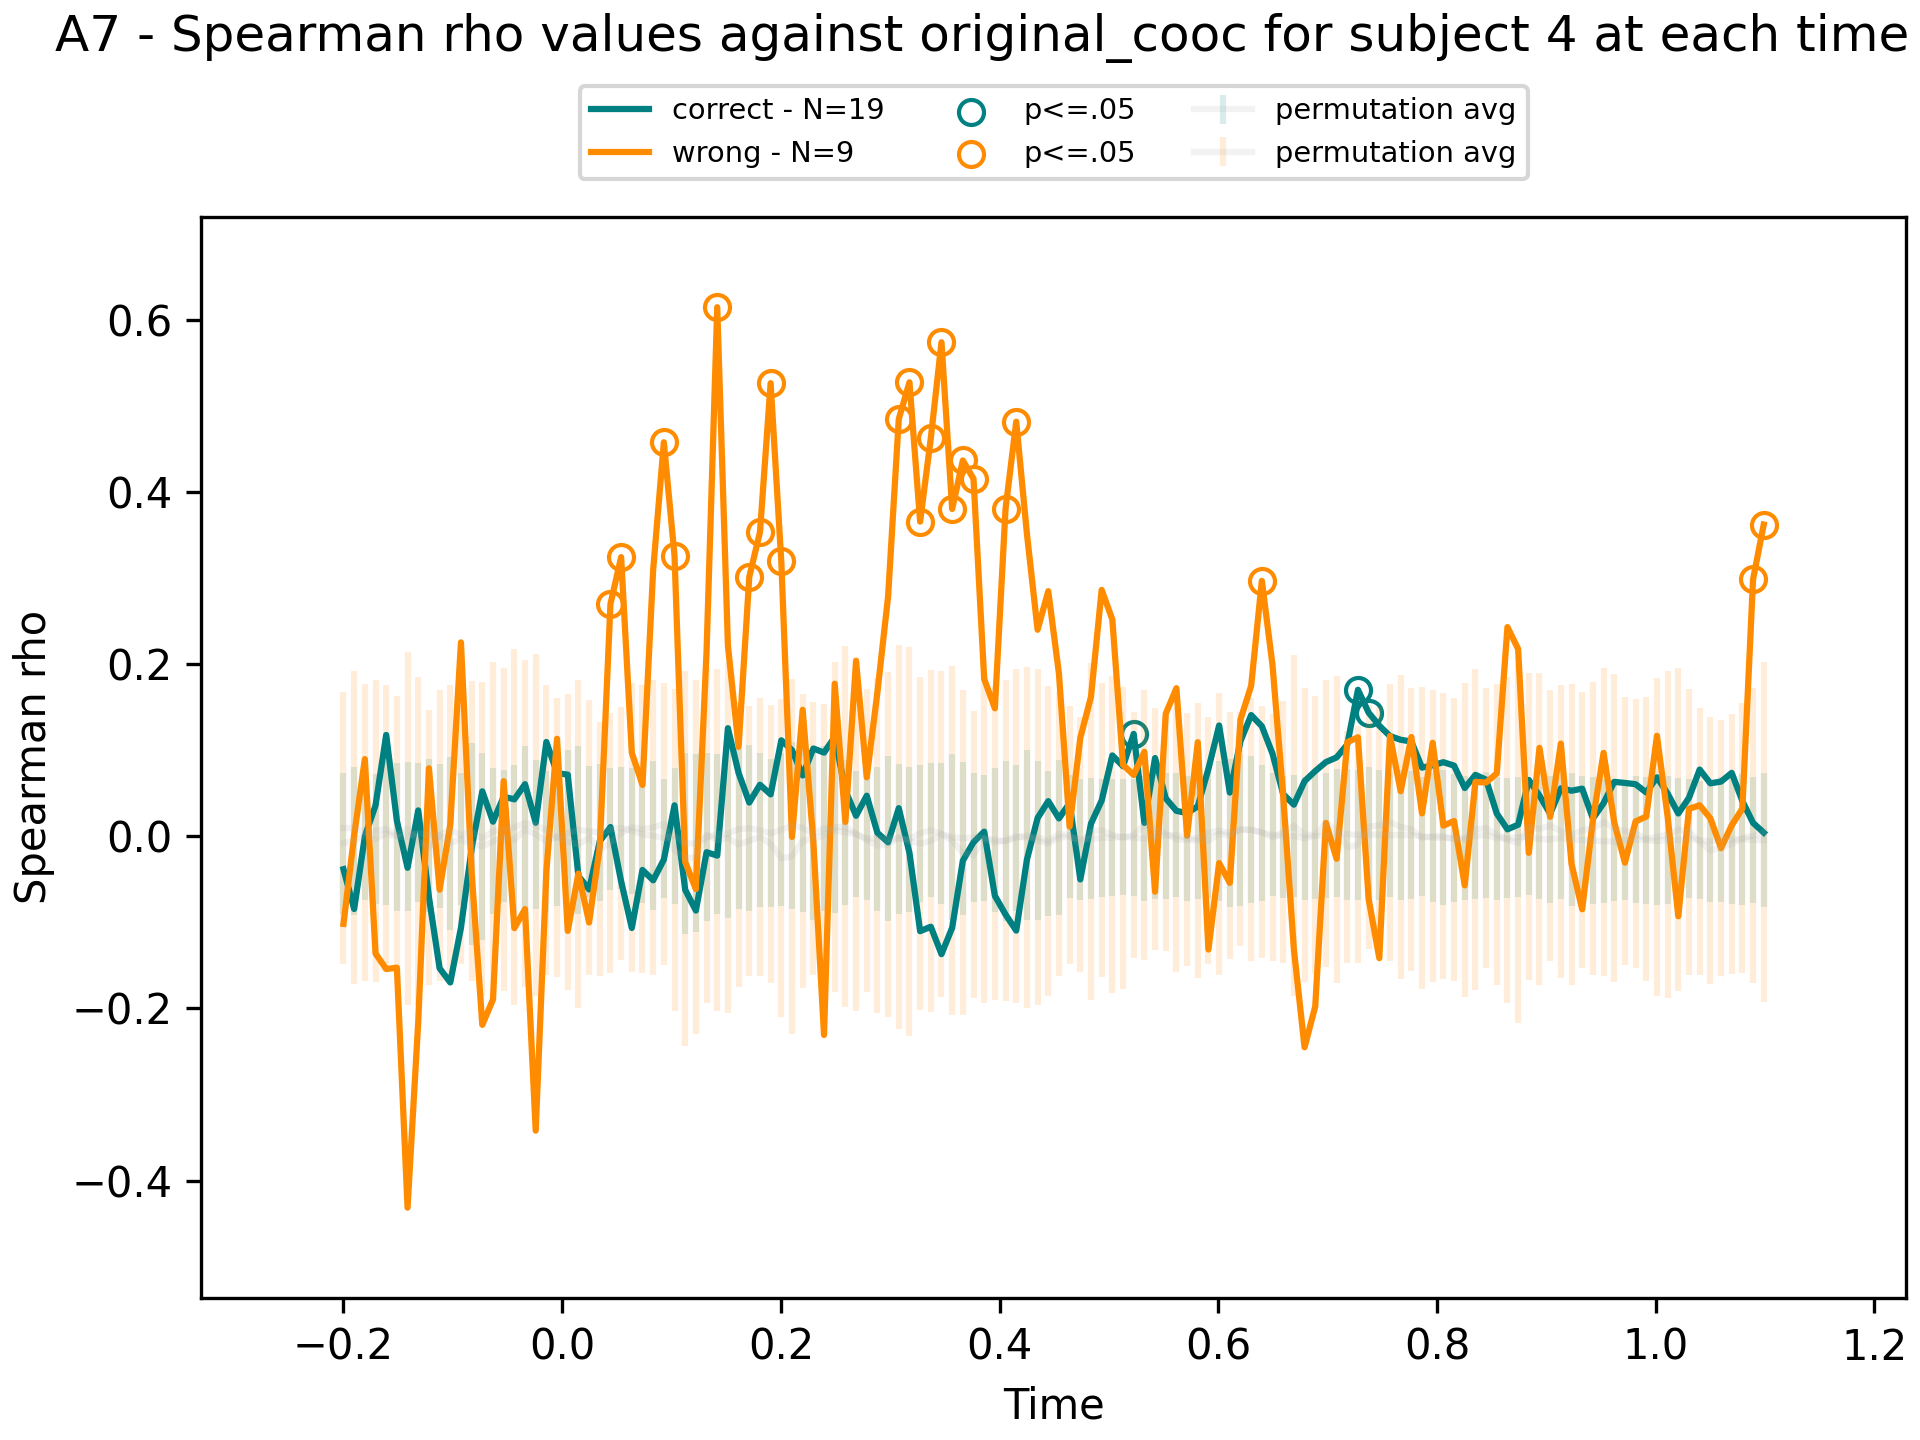 A7 - Spearman rho values against original_cooc for subject 4 at each time
correct - N=19
wrong - N=9
p<=.05
p<=.05
permutation avg
permutation avg
0.6
0.4
0.2
0.0
−0.2
−0.4
Spearman rho
−0.2 0.0 0.2 0.4 0.6 0.8 1.0 1.2
Time